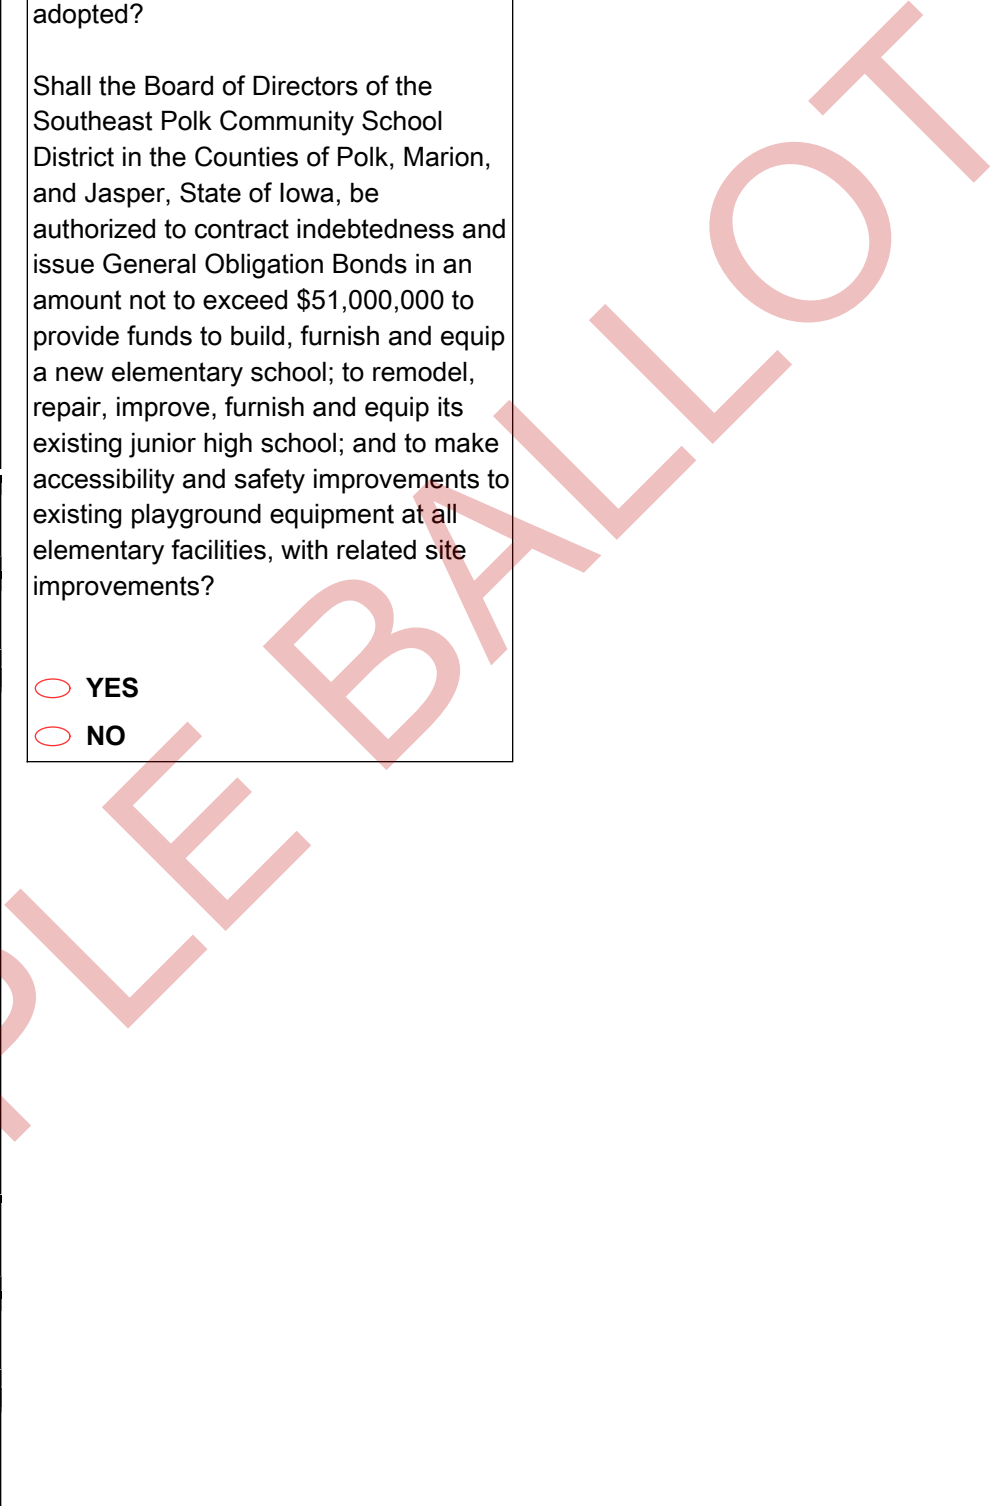 adopted?
Shall the Board of Directors of the
Southeast Polk Community School
District in the Counties of Polk, Marion,
and Jasper, State of Iowa, be
authorized to contract indebtedness and
issue General Obligation Bonds in an
amount not to exceed $51,000,000 to
provide funds to build, furnish and equip
a new elementary school; to remodel,
repair, improve, furnish and equip its
existing junior high school; and to make
accessibility and safety improvements to
existing playground equipment at all
elementary facilities, with related site
improvements?
YES
NO
PLE BALLOT